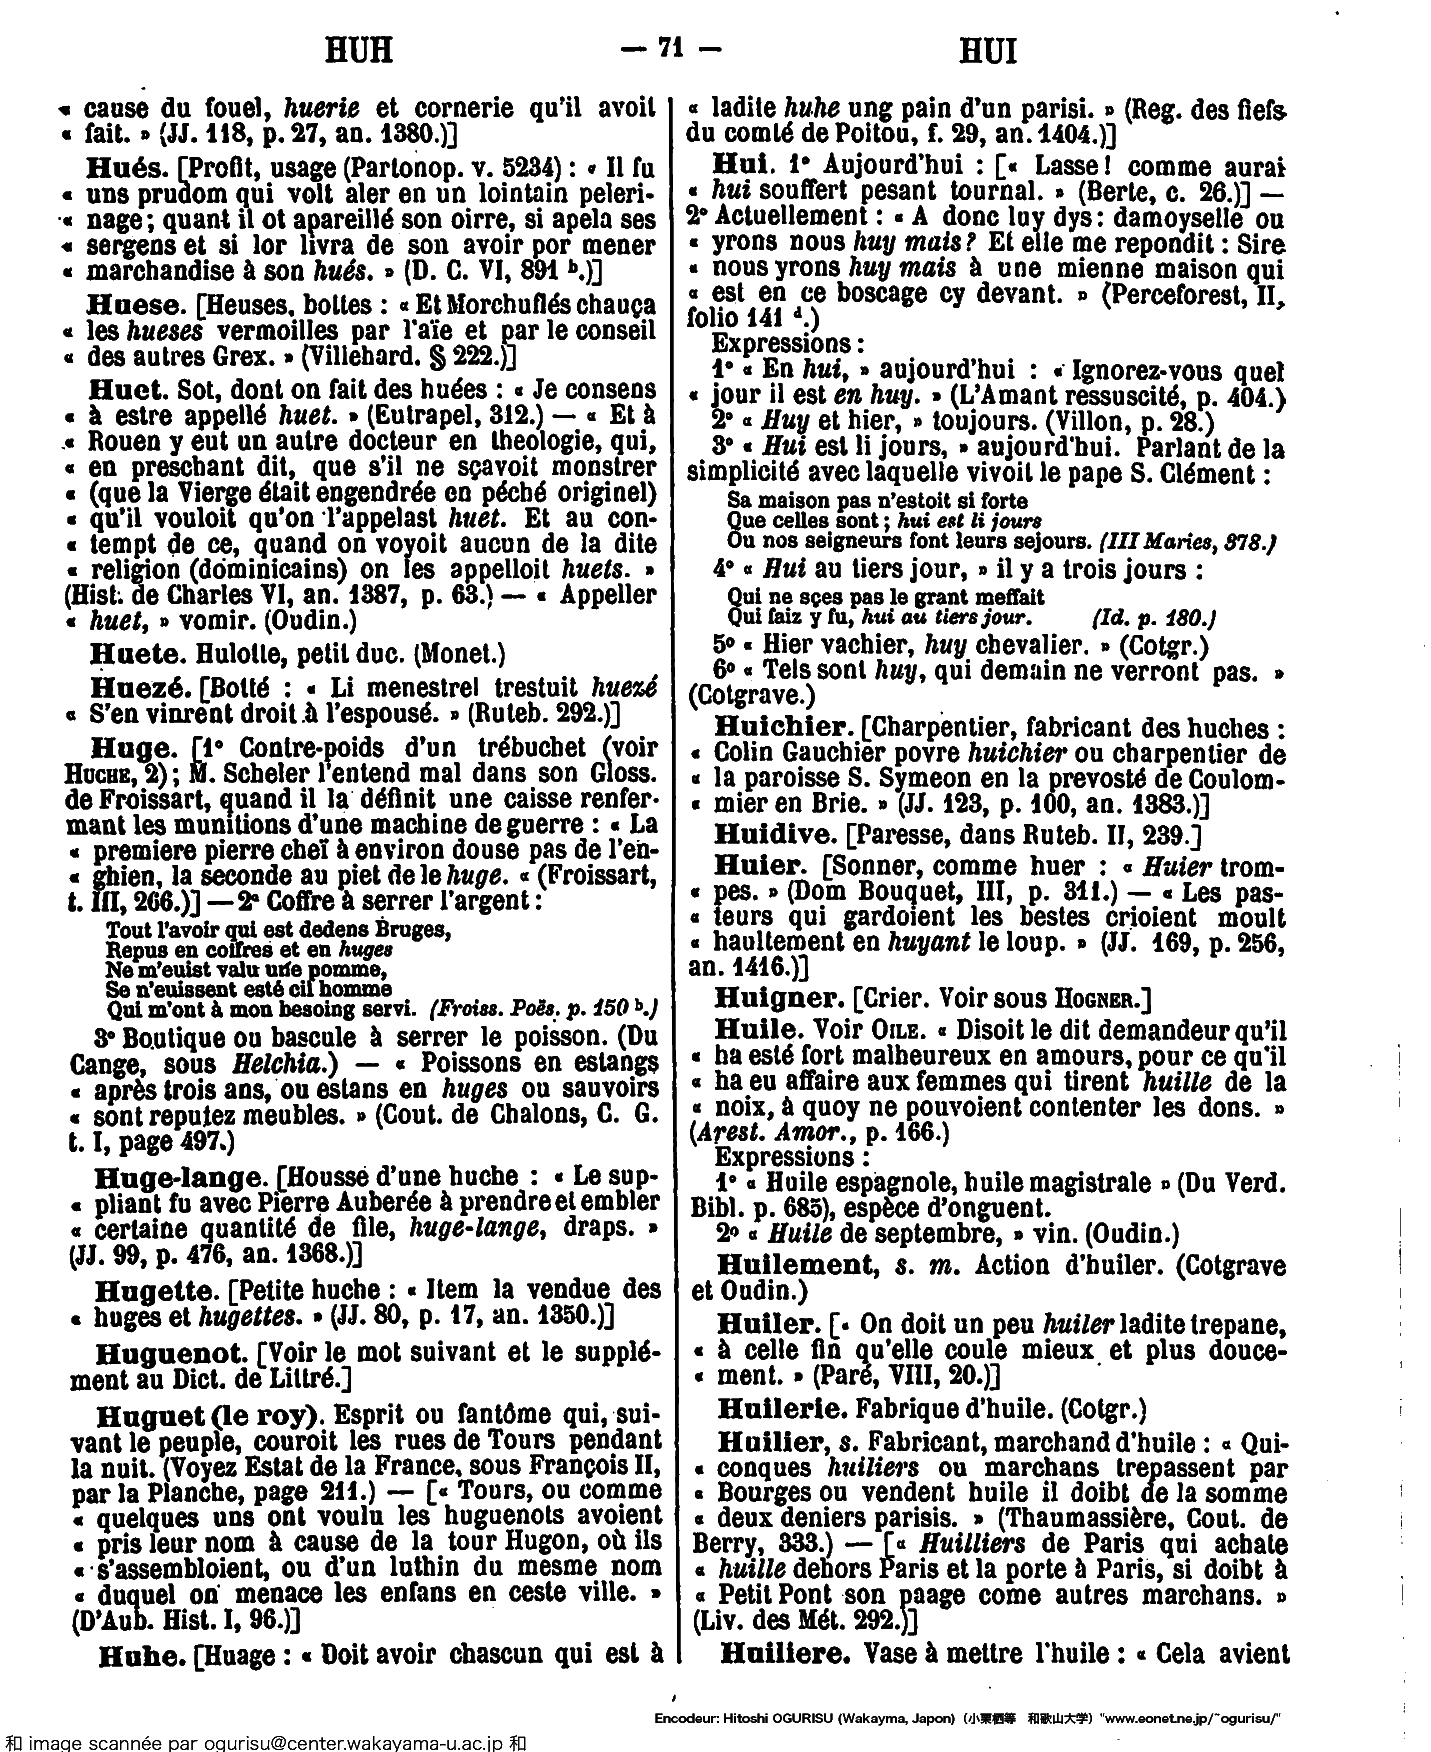 HUH — 71 — HUI
« cause du fouel, huerie et cornerie qu'il avoit
« fait. » (JJ. 118, p. 27, an. 1380.)]
Hués. [Profit, usage (Partonop. v. 5234) : « Il fu
« uns prudom qui volt aler en un lointain peleri-
« nage ; quant il ot apareillé son oirre, si apela ses
« sergens et si lor livra de son avoir por mener
« marchandise à son hués. » (D. C. VI, 891 b.)]
Huese. [Heuses, bottes : « Et Morchuflés chauça
« les hueses vermoilles par l'aïe et par le conseil
« des autres Grex. » (Villehard. § 222.)]
Huet. Sot, dont on fait des huées : « Je consens
« à estre appellé huet. » (Eutrapel, 312.) — « Et à
« Rouen y eut un autre docteur en theologie, qui,
« en preschant dit, que s'il ne sçavoit monstrer
« (que la Vierge était engendrée en péché originel)
« qu'il vouloit qu'on l'appelast huet. Et au con-
« tempt de ce, quand on voyoit aucun de la dite
« religion (dominicains) on les appelloit huets. »
(Hist. de Charles VI, an. 1387, p. 63.) — « Appeller
« huet, » vomir. (Oudin.)
Huete. Hulotte, petit duc. (Monet.)
Huezé. [Botté : « Li menestrel trestuit huezé
« S'en vinrent droit à l'espousé. » (Ruteb. 292.)]
Huge. [1° Contre-poids d'un trébuchet (voir
HUCHE, 2) ; M. Scheler l'entend mal dans son Gloss.
de Froissart, quand il la définit une caisse renfer-
mant les munitions d'une machine de guerre : « La
« premiere pierre cheï à environ douse pas de l'en-
« ghien, la seconde au piet de le huge. « (Froissart,
t. III, 266.)] — 2° Coffre à serrer l'argent :
Tout l'avoir qui est dedens Bruges,
Repus en coffres et en huges
Ne m'euist valu une pomme,
Se n'euissent esté cil homme
Qui m'ont à mon besoing servi. (Froiss. Poës. p. 150 b.)
3° Boutique ou bascule à serrer le poisson. (Du
Cange, sous Helchia.) — « Poissons en estangs
« après trois ans, ou estans en huges ou sauvoirs
« sont reputez meubles. » (Cout. de Chalons, C. G.
t. I, page 497.)
Huge-lange. [Housse d'une huche : « Le sup-
« pliant fu avec Pierre Auberée à prendre et embler
« certaine quantité de file, huge-lange, draps. »
(JJ. 99, p. 476, an. 1368.)]
Hugette. [Petite huche : « Item la vendue des
« huges et hugettes. » (JJ. 80, p. 17, an. 1350.)]
Huguenot. [Voir le mot suivant et le supplé-
ment au Dict. de Littré.]
Huguet (le roy). Esprit ou fantôme qui, sui-
vant le peuple, couroit les rues de Tours pendant
la nuit. (Voyez Estat de la France, sous François II,
par la Planche, page 211.) — [« Tours, ou comme
« quelques uns ont voulu les huguenots avoient
« pris leur nom à cause de la tour Hugon, où ils
« s'assembloient, ou d'un luthin du mesme nom
« duquel on menace les enfans en ceste ville. »
(D'Aub. Hist. I, 96.)]
Huhe. [Huage : « Doit avoir chascun qui est à
« ladite huhe ung pain d'un parisi. » (Reg. des fiefs
du comté de Poitou, f. 29, an. 1404.)]
Hui. 1° Aujourd'hui : [« Lasse ! comme aurai
« hui souffert pesant tournal. » (Berte, c. 26.)] —
2° Actuellement : « A donc luy dys : damoyselle ou
« yrons nous huy mais ? Et elle me repondit : Sire
« nous yrons huy mais à une mienne maison qui
« est en ce boscage cy devant. » (Perceforest, II,
folio 141 d.)
Expressions :
1° « En hui, » aujourd'hui : « Ignorez-vous quel
« jour il est en huy. » (L'Amant ressuscité, p. 404.)
2° « Huy et hier, » toujours. (Villon, p. 28.)
3° « Hui est li jours, » aujourd'hui. Parlant de la
simplicité avec laquelle vivoit le pape S. Clément :
Sa maison pas n'estoit si forte
Que celles sont ; hui est li jours
Ou nos seigneurs font leurs sejours. (III Maries, 378.)
4° « Hui au tiers jour, » il y a trois jours :
Qui ne sçes pas le grant meffait
Qui faiz y fu, hui au tiers jour. (Id. p. 180.)
5° « Hier vachier, huy chevalier. » (Cotgr.)
6° « Tels sont huy, qui demain ne verront pas. »
(Cotgrave.)
Huichier. [Charpentier, fabricant des huches :
« Colin Gauchier povre huichier ou charpentier de
« la paroisse S. Symeon en la prevosté de Coulom-
« mier en Brie. » (JJ. 123, p. 100, an. 1383.)]
Huidive. [Paresse, dans Ruteb. II, 239.]
Huier. [Sonner, comme huer : « Huier trom-
« pes. » (Dom Bouquet, III, p. 311.) — « Les pas-
« teurs qui gardoient les bestes crioient moult
« haultement en huyant le loup. » (JJ. 169, p. 256,
an. 1416.)]
Huigner. [Crier. Voir sous HOGNER.]
Huile. Voir OILE. « Disoit le dit demandeur qu'il
« ha esté fort malheureux en amours, pour ce qu'il
« ha eu affaire aux femmes qui tirent huille de la
« noix, à quoy ne pouvoient contenter les dons. »
(Arest. Amor., p. 166.)
Expressions :
1° « Huile espagnole, huile magistrale » (Du Verd.
Bibl. p. 685), espèce d'onguent.
2° « Huile de septembre, » vin. (Oudin.)
Huilement, s. m. Action d'huiler. (Cotgrave
et Oudin.)
Huiler. [« On doit un peu huiler ladite trepane,
« à celle fin qu'elle coule mieux et plus douce-
« ment. » (Paré, VIII, 20.)]
Huilerie. Fabrique d'huile. (Cotgr.)
Huilier, s. Fabricant, marchand d'huile : « Qui-
« conques huiliers ou marchans trepassent par
« Bourges ou vendent huile il doibt de la somme
« deux deniers parisis. » (Thaumassière, Cout. de
Berry, 333.) — [« Huilliers de Paris qui achate
« huille dehors Paris et la porte à Paris, si doibt à
« Petit Pont son paage come autres marchans. »
(Liv. des Mét. 292.)]
Huiliere. Vase à mettre l'huile : « Cela avient
Encodeur: Hitoshi OGURISU (Wakayma, Japon) (小栗栖等 和歌山大学) "www.eonet.ne.jp/~ogurisu/"
和 image scannée par ogurisu@center.wakayama-u.ac.jp 和